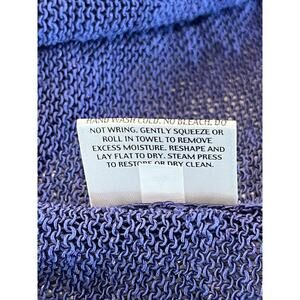 HAND WASH COLD. NO BLEACH. DO
NOT WRING. GENTLY SQUEEZE OR
ROLL IN TOWEL TO REMOVE
EXCESS MOISTURE. RESHAPE AND
LAY FLAT TO DRY. STEAM PRESS
TO RESTORE OR DRY CLEAN.